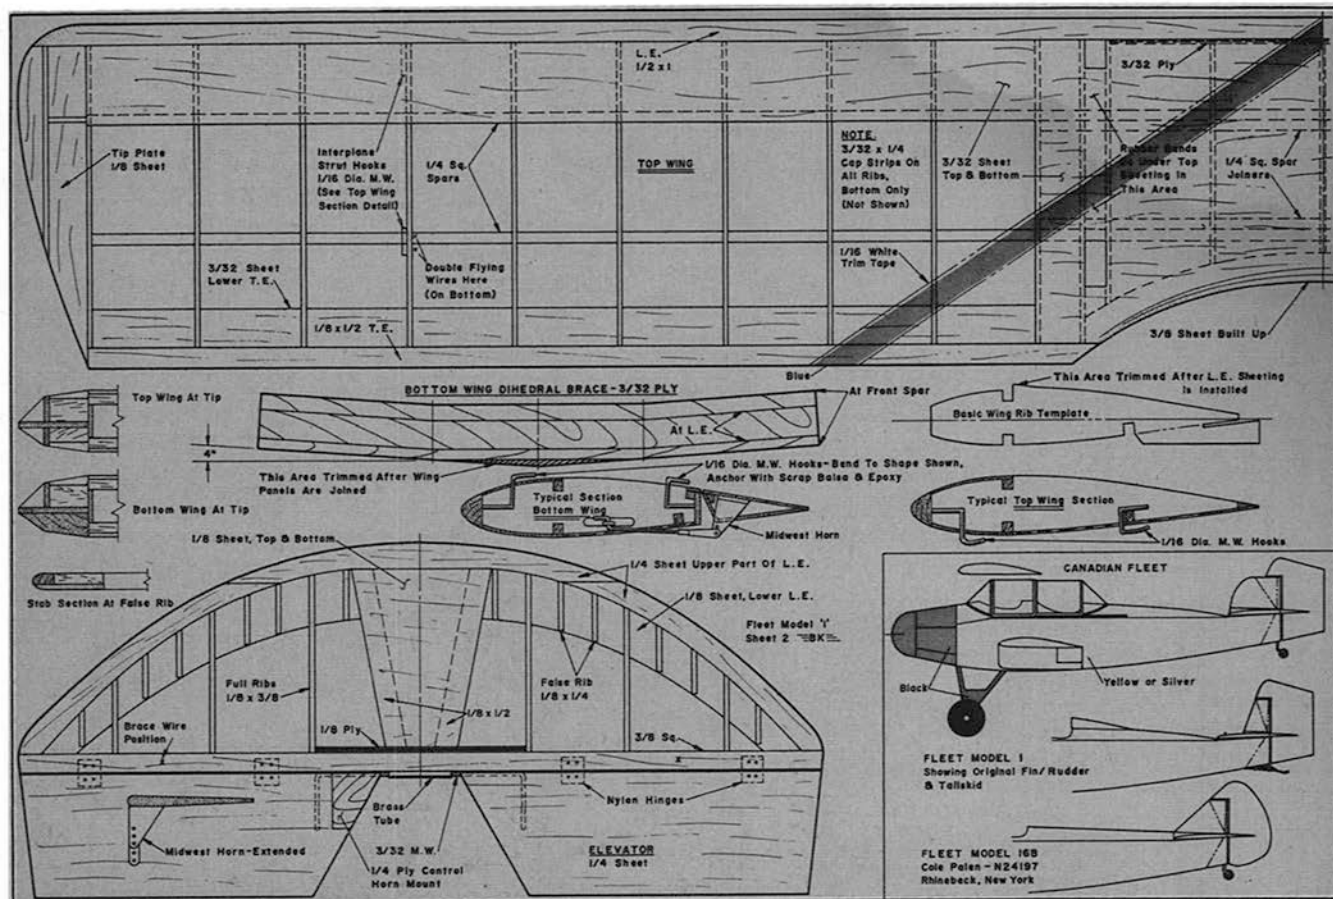 L.E.
1/2 x 1
3/32 Ply
Tip Plate
1/8 Sheet
Interplane
Strut Hooks
1/16 Dia. M.W.
(See Top Wing
Section Detail)
1/4 Sq.
Spars
TOP WING
NOTE
3/32 x 1/4
Cap Strips On
All Ribs,
Bottom Only
(Not Shown)
3/32 Sheet
Top & Bottom
Rubber Bands
Go Under Top
Sheeting In
This Area
1/4 Sq. Spar
Joiners
3/32 Sheet
Lower T.E.
Double Flying
Wires Here
(On Bottom)
1/16 White
Trim Tape
1/8 x 1/2 T.E.
3/8 Sheet Built Up
Blue
Top Wing At Tip
BOTTOM WING DIHEDRAL BRACE - 3/32 PLY
At Front Spar
At L.E.
4°
This Area Trimmed After Wing
Panels Are Joined
This Area Trimmed After L.E. Sheeting
Is Installed
Basic Wing Rib Template
1/16 Dia. M.W. Hooks - Bend To Shape Shown,
Anchor With Scrap Balsa & Epoxy
Bottom Wing At Tip
Typical Section
Bottom Wing
Midwest Horn
Typical Top Wing Section
1/16 Dia. M.W. Hooks
1/8 Sheet, Top & Bottom
1/4 Sheet Upper Part Of L.E.
1/8 Sheet, Lower L.E.
Stab Section At False Rib
Fleet Model '1'
Sheet 2 BK
Full Ribs
1/8 x 3/8
False Rib
1/8 x 1/4
1/8 x 1/2
Brace Wire
Position
1/8 Ply
3/8 Sq.
x
Nylon Hinges
Brass
Tube
Midwest Horn - Extended
3/32 M.W.
1/4 Ply Control
Horn Mount
ELEVATOR
1/4 Sheet
CANADIAN FLEET
Black
Yellow or Silver
FLEET MODEL 1
Showing Original Fin/Rudder
& Tailskid
FLEET MODEL 16B
Cole Palen - N24197
Rhinebeck, New York